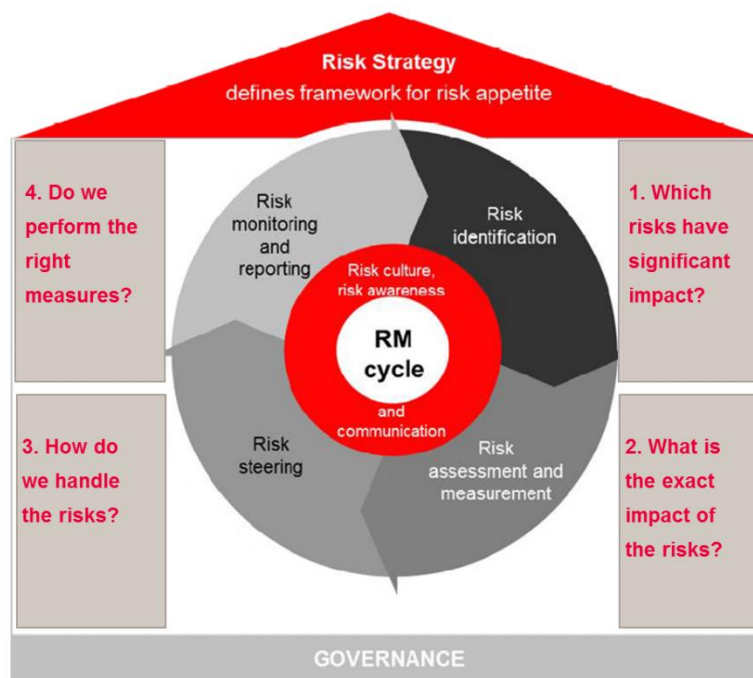 Risk Strategy
defines framework for risk appetite
4. Do we
perform the
right
measures?
Risk
monitoring
and
reporting
Risk
identification
1. Which
risks have
significant
impact?
Risk culture,
risk awareness
RM
cycle
and
communication
3. How do
we handle
the risks?
Risk
steering
Risk
assessment and
measurement
2. What is
the exact
impact of
the risks?
GOVERNANCE